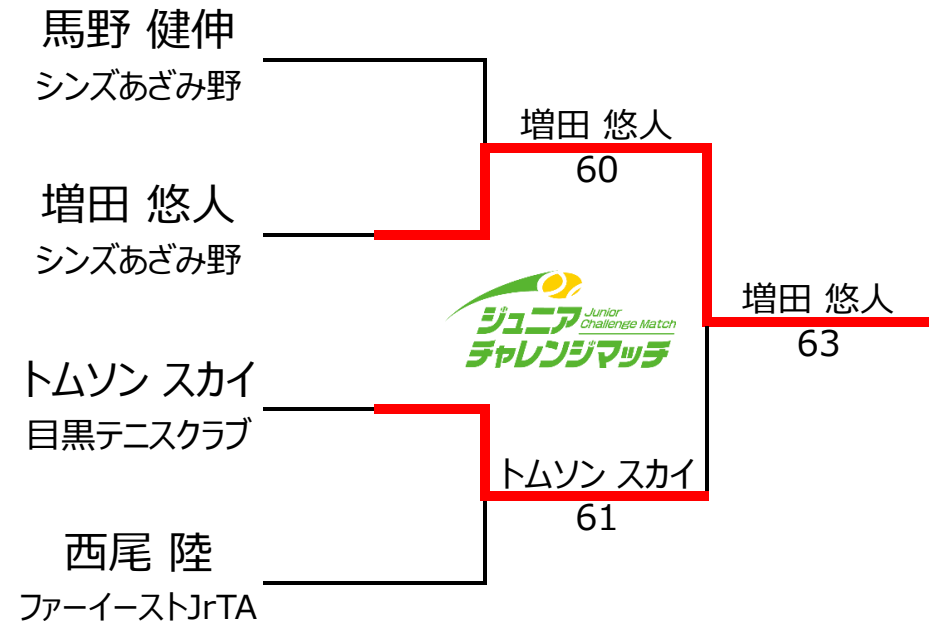 馬野 健伸
シンズあざみ野
増田 悠人
60
増田 悠人
シンズあざみ野
ジュニア Junior Challenge Match
チャレンジマッチ
増田 悠人
63
トムソン スカイ
目黒テニスクラブ
トムソン スカイ
61
西尾 陸
ファーイーストJrTA